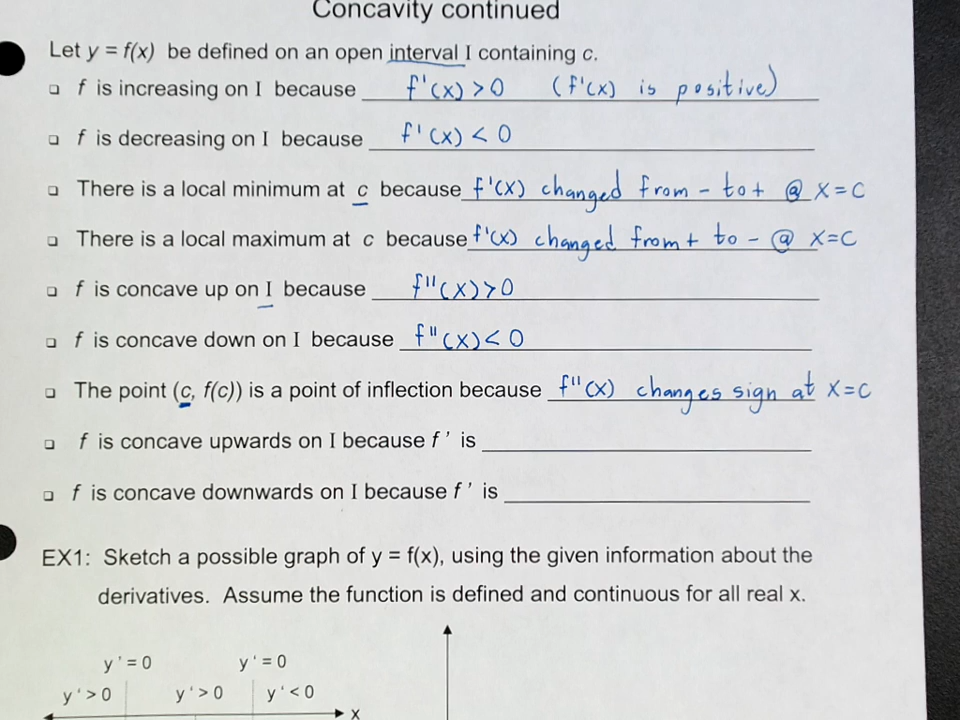 Concavity continued
Let y = f(x) be defined on an open interval I containing c.
f is increasing on I because f'(x) > 0 (f'(x) is positive)
f is decreasing on I because f'(x) < 0
There is a local minimum at c because f'(x) changed from - to + @ x=c
There is a local maximum at c because f'(x) changed from + to - @ x=c
f is concave up on I because f"(x)>0
f is concave down on I because f"(x)<0
The point (c, f(c)) is a point of inflection because f"(x) changes sign at x=c
f is concave upwards on I because f ' is
f is concave downwards on I because f ' is
EX1: Sketch a possible graph of y = f(x), using the given information about the
derivatives. Assume the function is defined and continuous for all real x.
y ' = 0 y ' = 0
y ' > 0 y ' > 0 y ' < 0
x